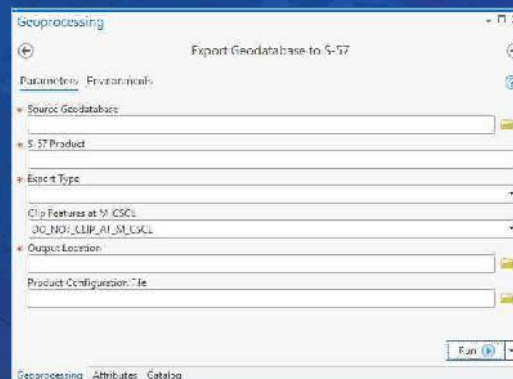 Geoprocessing
Export Geodatabase to S-57
Parameters Environments
* Source Geodatabase
* S-57 Product
* Export Type
Clip Features at M_CSCL
DO_NOT_CLIP_AT_M_CSCL
* Output Location
Product Configuration File
Run
Geoprocessing Attributes Catalog